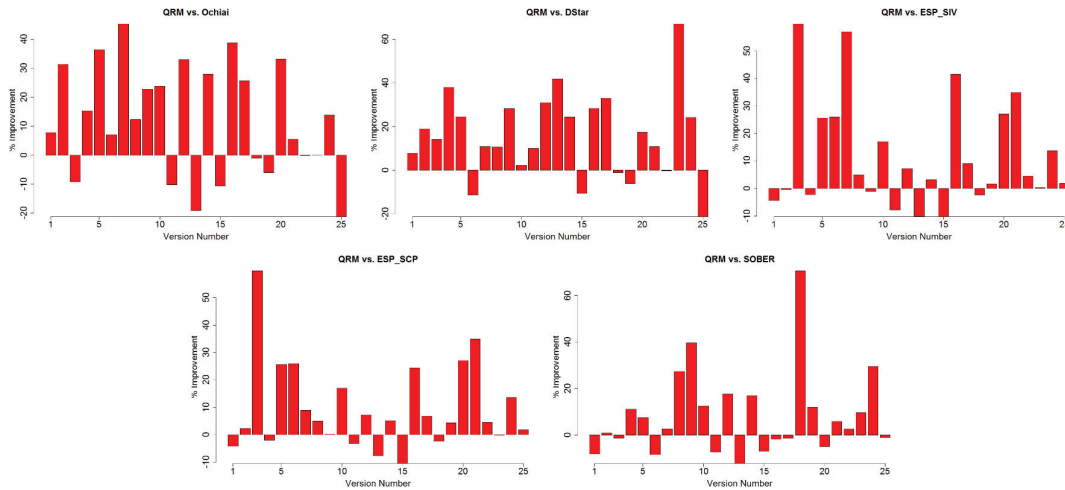 QRM vs. Ochiai
% Improvement
40
30
20
10
0
-10
-20
1 5 10 15 20 25
Version Number
QRM vs. DStar
% Improvement
60
40
20
0
-20
1 5 10 15 20 25
Version Number
QRM vs. ESP_SIV
% Improvement
50
40
30
20
10
0
-10
1 5 10 15 20 2
Version Number
QRM vs. ESP_SCP
% Improvement
50
40
30
20
10
0
-10
1 5 10 15 20 25
Version Number
QRM vs. SOBER
% Improvement
60
40
20
0
1 5 10 15 20 25
Version Number